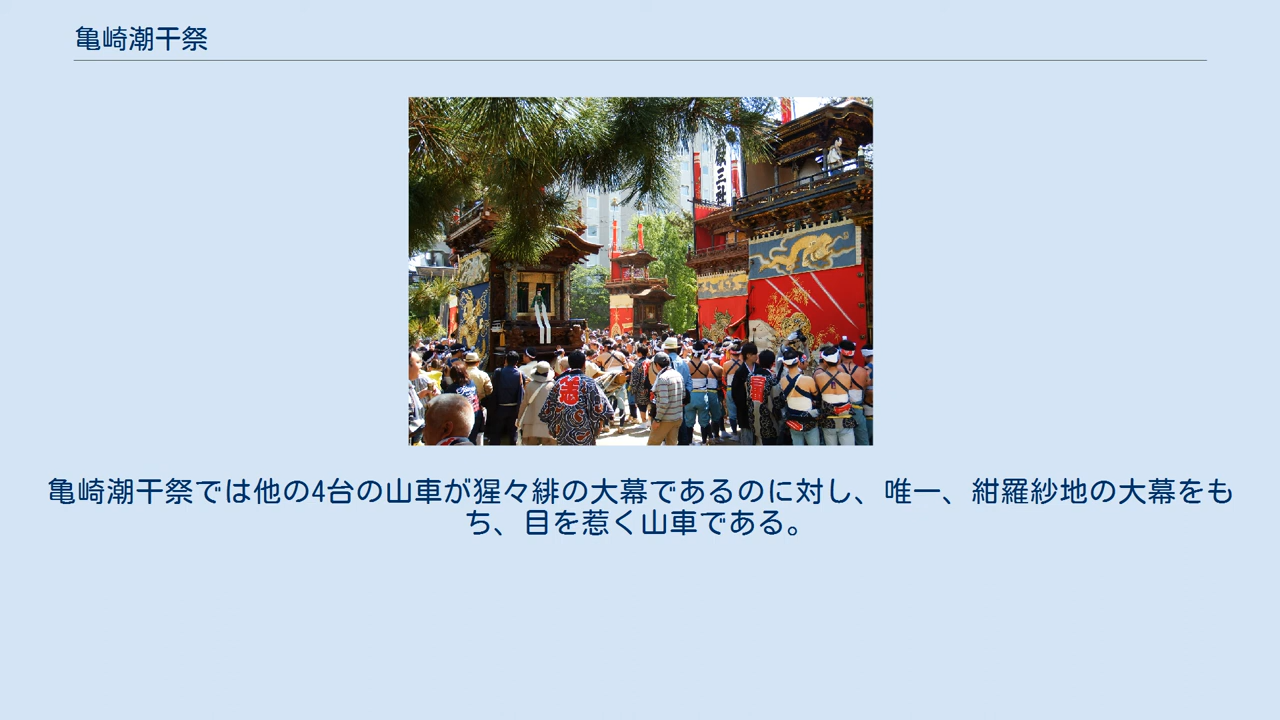 亀崎潮干祭
三社
亀崎潮干祭では他の4台の山車が猩々緋の大幕であるのに対し、唯一、紺羅紗地の大幕をも
ち、目を惹く山車である。